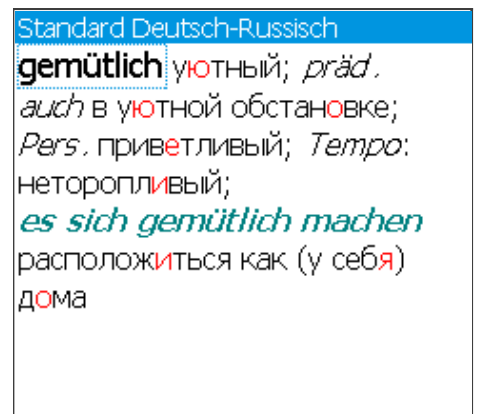 Standard Deutsch-Russisch
gemütlich уютный; präd.
auch в уютной обстановке;
Pers. приветливый; Tempo:
неторопливый;
es sich gemütlich machen
расположиться как (у себя)
дома